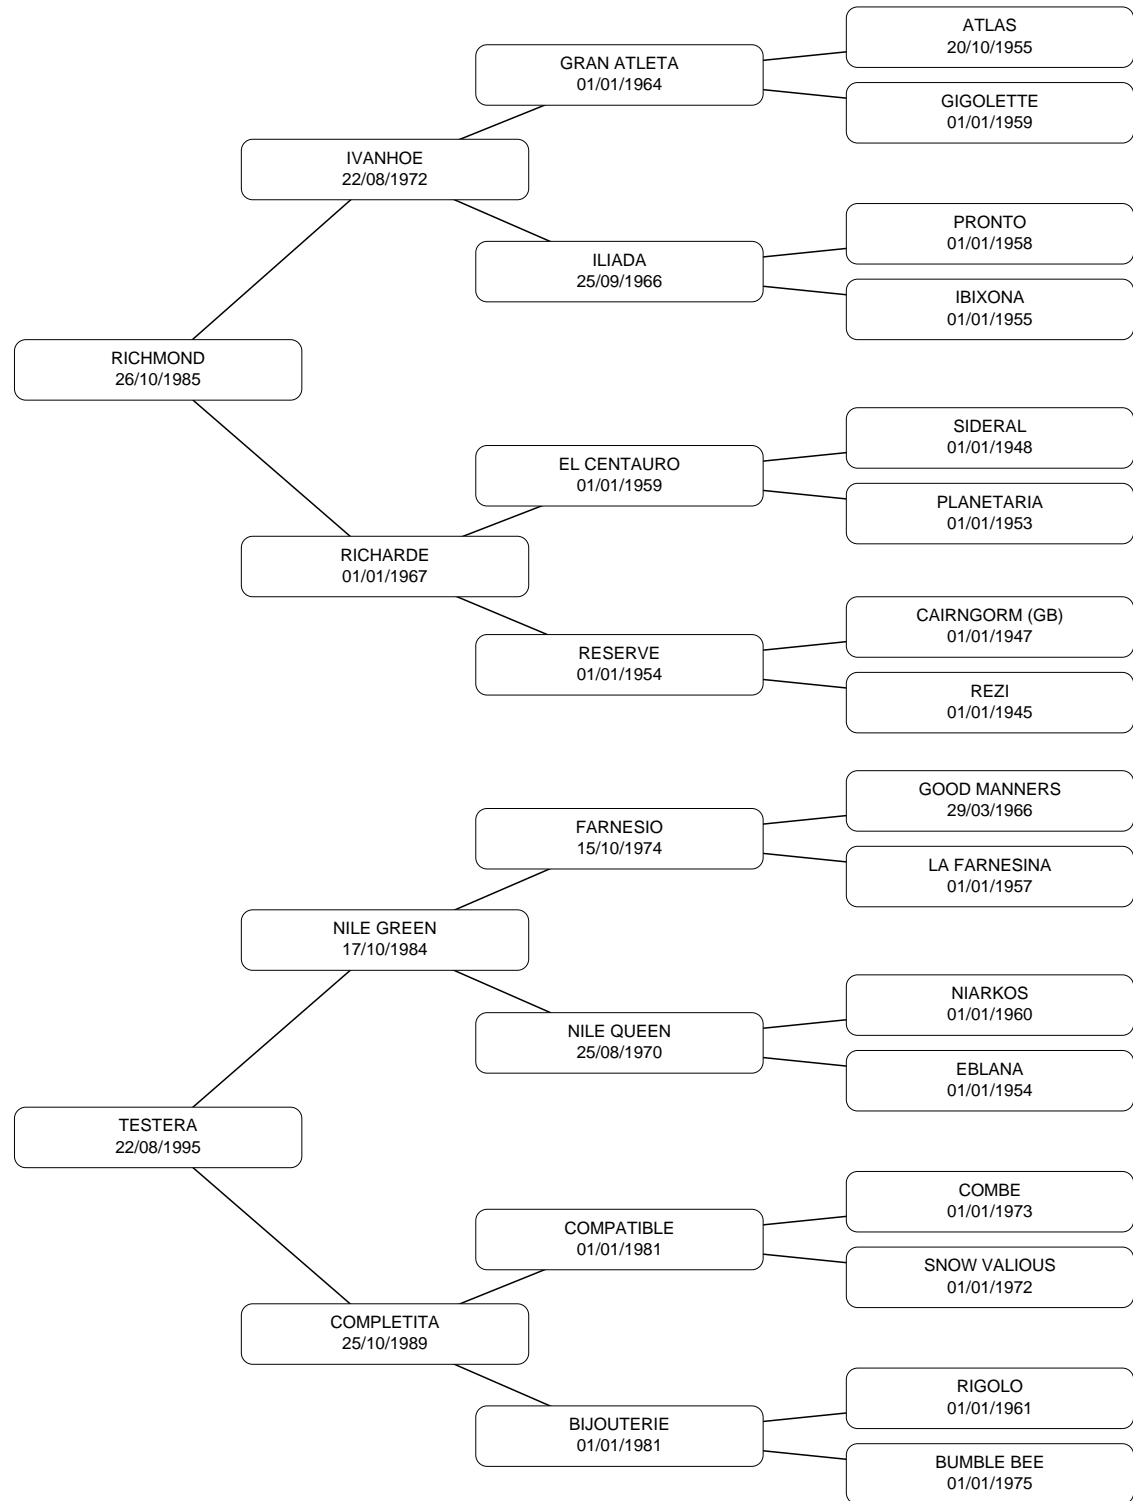 ATLAS
20/10/1955
GRAN ATLETA
01/01/1964
GIGOLETTE
01/01/1959
IVANHOE
22/08/1972
PRONTO
01/01/1958
ILIADA
25/09/1966
IBIXONA
01/01/1955
RICHMOND
26/10/1985
SIDERAL
01/01/1948
EL CENTAURO
01/01/1959
PLANETARIA
01/01/1953
RICHARDE
01/01/1967
CAIRNGORM (GB)
01/01/1947
RESERVE
01/01/1954
REZI
01/01/1945
GOOD MANNERS
29/03/1966
FARNESIO
15/10/1974
LA FARNESINA
01/01/1957
NILE GREEN
17/10/1984
NIARKOS
01/01/1960
NILE QUEEN
25/08/1970
EBLANA
01/01/1954
TESTERA
22/08/1995
COMBE
01/01/1973
COMPATIBLE
01/01/1981
SNOW VALIOUS
01/01/1972
COMPLETITA
25/10/1989
RIGOLO
01/01/1961
BIJOUTERIE
01/01/1981
BUMBLE BEE
01/01/1975